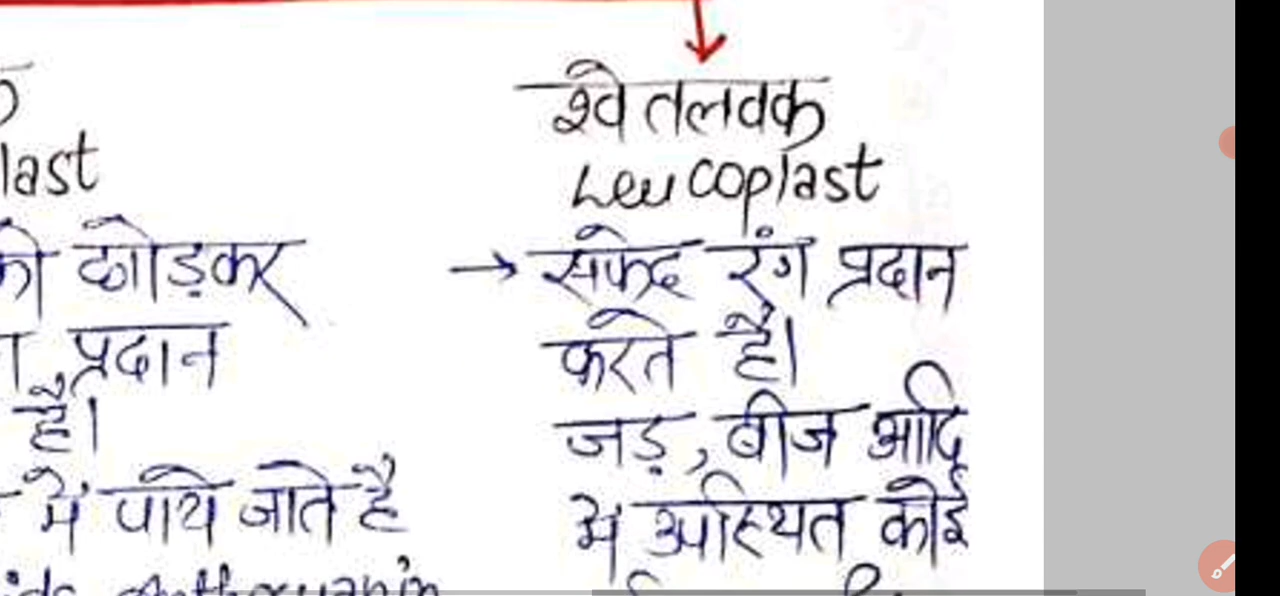 श्वेतलवक
last
Leucoplast
को छोड़कर
→ सफेद रंग प्रदान
प्रदान
करते है।
है।
जड़, बीज आदि
में पाये जाते है
में उपस्थित कोई